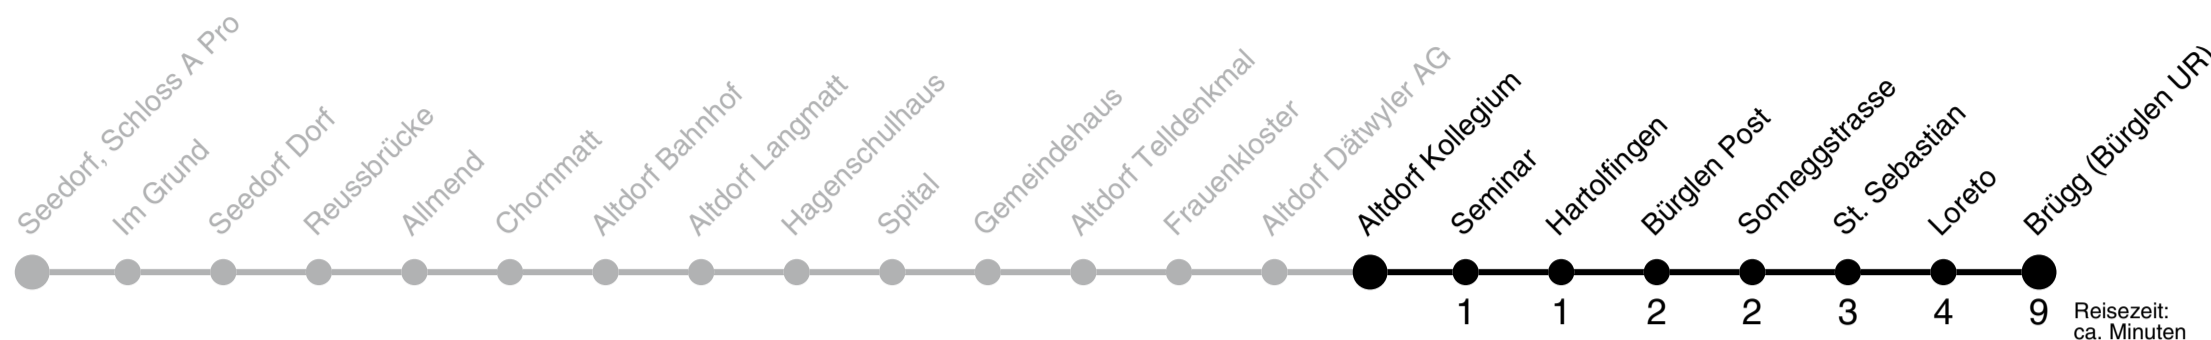 Seedorf, Schloss A Pro
Im Grund
Seedorf Dorf
Reussbrücke
Allmend
Chornmatt
Altdorf Bahnhof
Altdorf Langmatt
Hagenschulhaus
Spital
Gemeindehaus
Altdorf Telldenkmal
Frauenkloster
Altdorf Dätwyler AG
Altdorf Kollegium
Seminar
Hartolfingen
Bürglen Post
Sonneggstrasse
St. Sebastian
Loreto
Brügg (Bürglen UR)
1 1 2 2 3 4 9
Reisezeit:
ca. Minuten